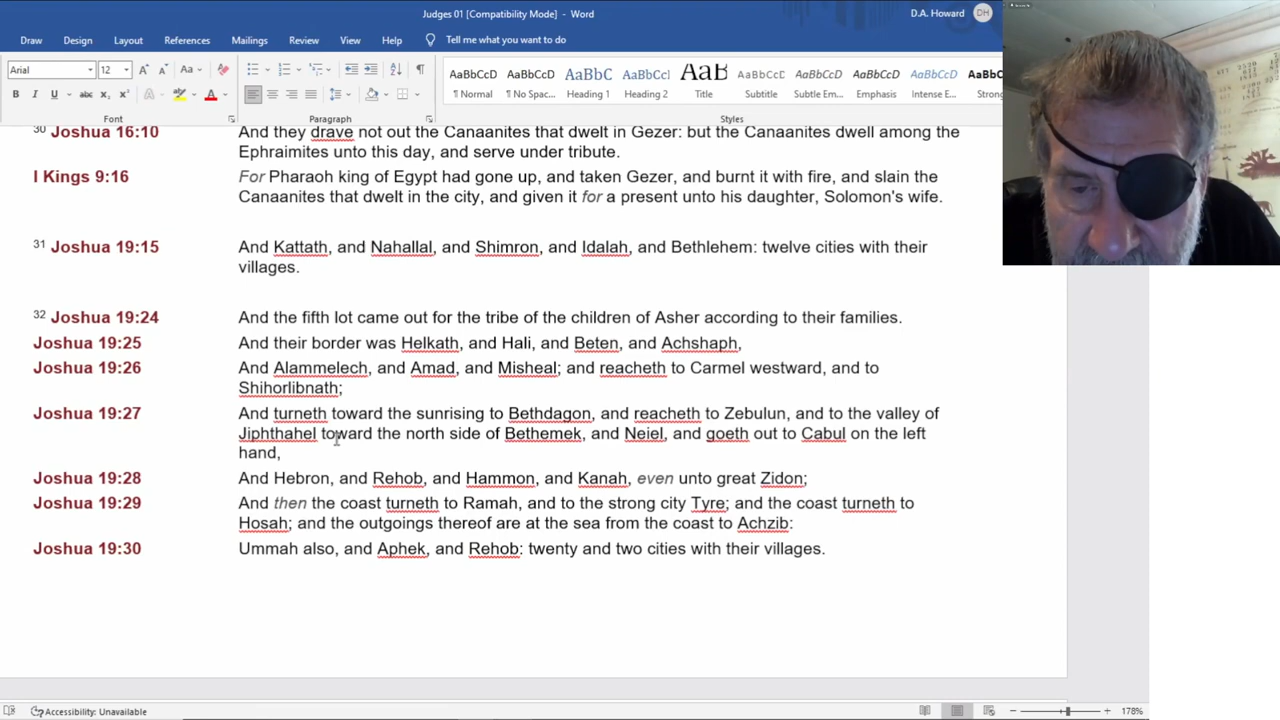 Judges 01 [Compatibility Mode] – Word
D.A. Howard
DH
Draw Design Layout References Mailings Review View Help Tell me what you want to do
Arial 12 Aa
B I U abc x₂ x² A A
AaBbCcD AaBbCcD AaBbC AaBbCcI AaB AaBbCcD AaBbCcD AaBbCcD AaBbCcD AaBbCc
¶ Normal ¶ No Spac... Heading 1 Heading 2 Title Subtitle Subtle Em... Emphasis Intense E... Strong
Font Paragraph Styles
30 Joshua 16:10 And they drave not out the Canaanites that dwelt in Gezer: but the Canaanites dwell among the
Ephraimites unto this day, and serve under tribute.
I Kings 9:16 For Pharaoh king of Egypt had gone up, and taken Gezer, and burnt it with fire, and slain the
Canaanites that dwelt in the city, and given it for a present unto his daughter, Solomon's wife.
31 Joshua 19:15 And Kattath, and Nahallal, and Shimron, and Idalah, and Bethlehem: twelve cities with their
villages.
32 Joshua 19:24 And the fifth lot came out for the tribe of the children of Asher according to their families.
Joshua 19:25 And their border was Helkath, and Hali, and Beten, and Achshaph,
Joshua 19:26 And Alammelech, and Amad, and Misheal; and reacheth to Carmel westward, and to
Shihorlibnath;
Joshua 19:27 And turneth toward the sunrising to Bethdagon, and reacheth to Zebulun, and to the valley of
Jiphthahel toward the north side of Bethemek, and Neiel, and goeth out to Cabul on the left
hand,
Joshua 19:28 And Hebron, and Rehob, and Hammon, and Kanah, even unto great Zidon;
Joshua 19:29 And then the coast turneth to Ramah, and to the strong city Tyre; and the coast turneth to
Hosah; and the outgoings thereof are at the sea from the coast to Achzib:
Joshua 19:30 Ummah also, and Aphek, and Rehob: twenty and two cities with their villages.
Accessibility: Unavailable
178%